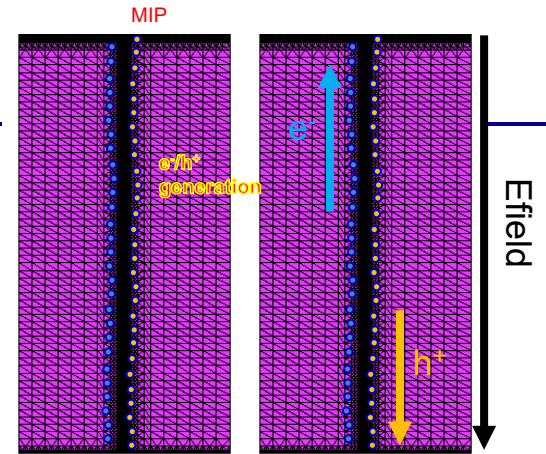 MIP
e⁻/h⁺
generation
e⁻
h⁺
Efield